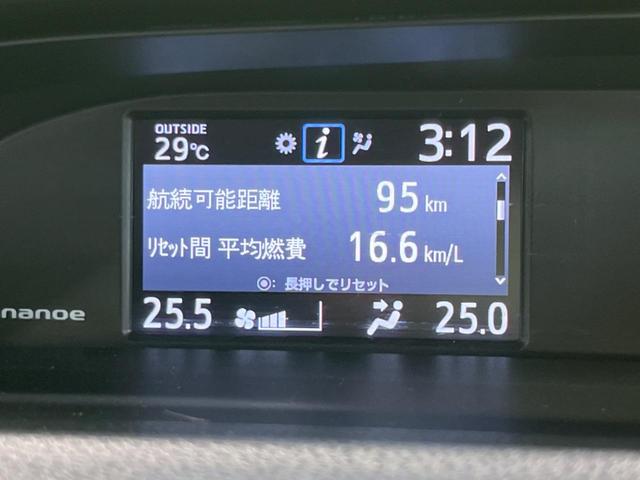 OUTSIDE
29℃
i
3:12
航続可能距離 95 km
リセット間 平均燃費 16.6 km/L
◉: 長押しでリセット
25.5
25.0
nanoe